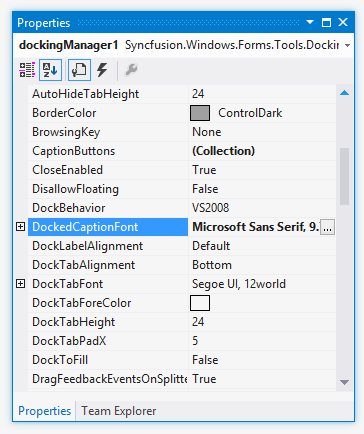 Properties
dockingManager1 Syncfusion.Windows.Forms.Tools.Dockin
AutoHideTabHeight 24
BorderColor ControlDark
BrowsingKey None
CaptionButtons (Collection)
CloseEnabled True
DisallowFloating False
DockBehavior VS2008
DockedCaptionFont Microsoft Sans Serif, 9. ...
DockLabelAlignment Default
DockTabAlignment Bottom
DockTabFont Segoe UI, 12world
DockTabForeColor
DockTabHeight 24
DockTabPadX 5
DockToFill False
DragFeedbackEventsOnSplitte True
Properties Team Explorer